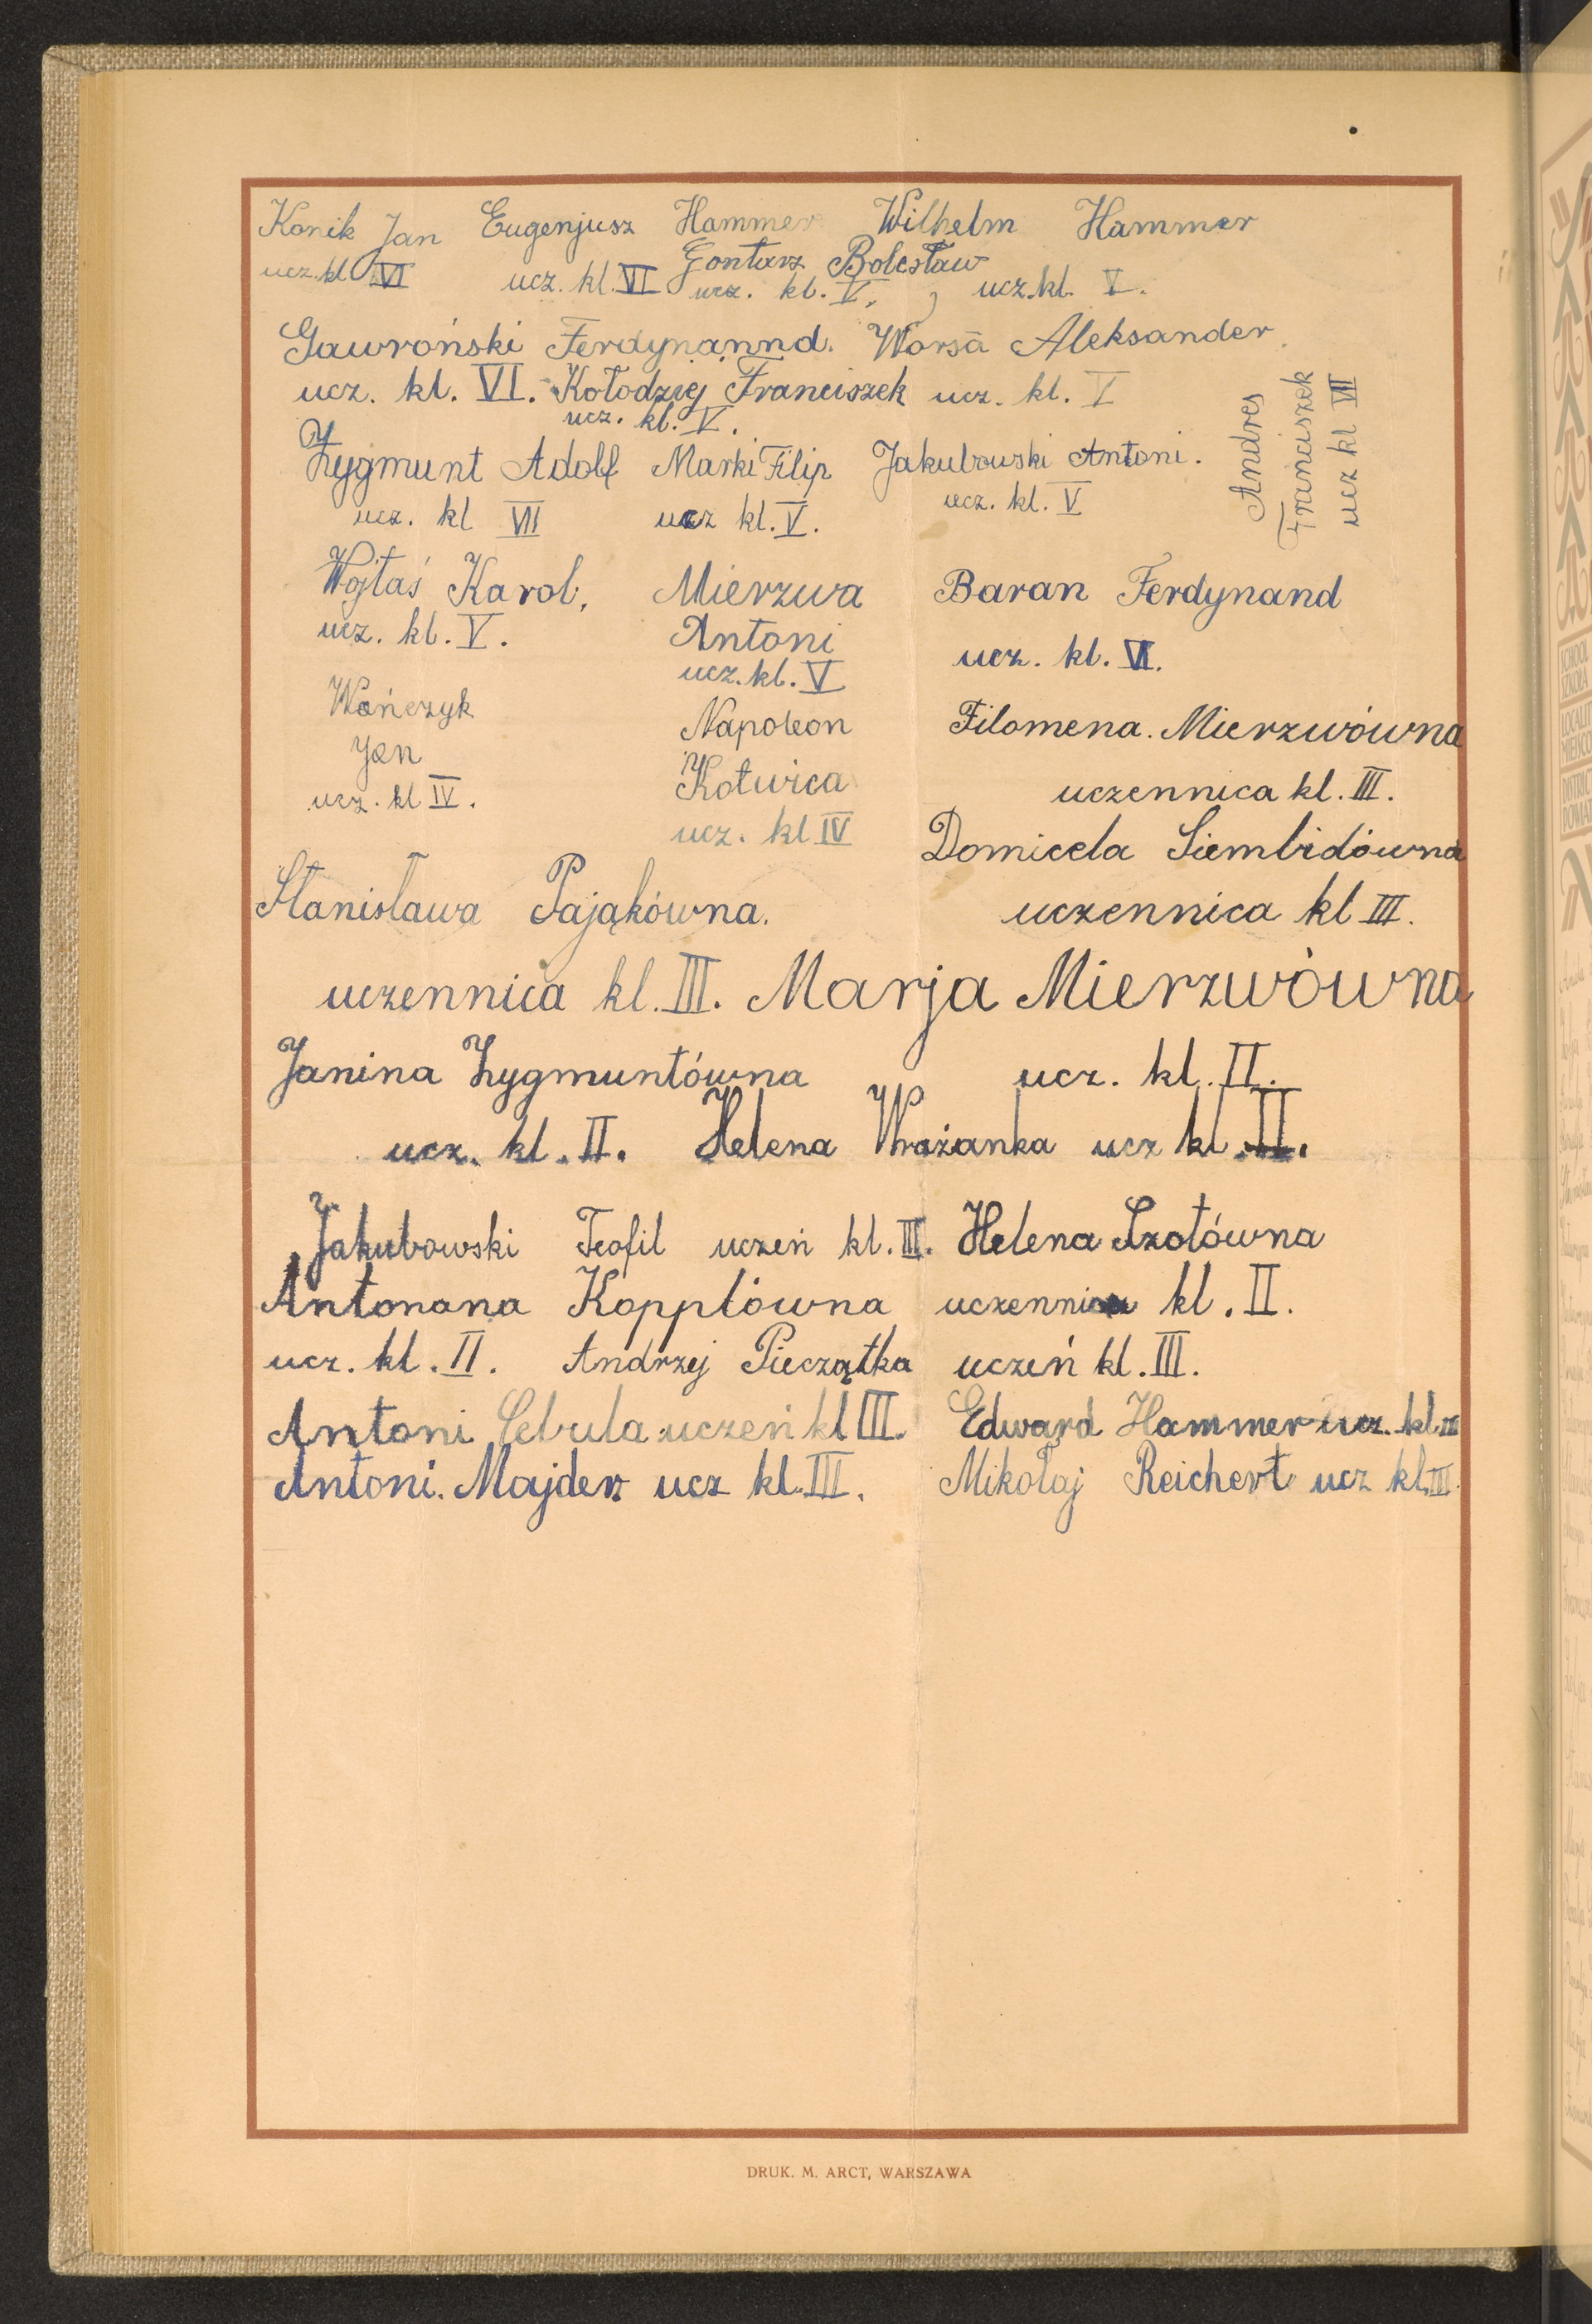 Konik Jan Eugenjusz Hammer Wilhelm Hammer
Gontarz Bolesław
ucz. kl. VI ucz. kl. VI ucz. kl. V, ucz. kl. V.
Gawroński Ferdynannd. Worsa Aleksander.
ucz. kl. VI. Kołodziej Franciszek ucz. kl. V
ucz. kl. V.
Andres
Franciszek
ucz kl VII
Zygmunt Adolf Marki Filip Jakubowski Antoni.
ucz. kl VII ucz kl. V. ucz. kl. V
Wojtaś Karol, Mierzwa Baran Ferdynand
ucz. kl. V. Antoni ucz. kl. VI.
ucz. kl. V
Wończyk Napoleon Filomena. Mierzwówna
Jan Kotwica uczennica kl. III.
ucz. kl IV. ucz. kl IV Domicela Siembidówna
Stanisława Pająkówna. uczennica kl III.
uczennica kl. III. Marja Mierzwówna
Janina Zygmuntówna ucz. kl. II.
ucz. kl. II. Helena Wrażanka ucz kl. II.
Jakubowski Teofil uczeń kl. III. Helena Szotówna
Antonana Kopplówna uczennica kl. II.
ucz. kl. II. Andrzej Pieczątka uczeń kl. III.
Antoni Cebula uczeń kl III. Edward Hammer ucz. kl. III
Antoni. Majder ucz kl. III. Mikołaj Reichert ucz kl. III.
DRUK. M. ARCT, WARSZAWA